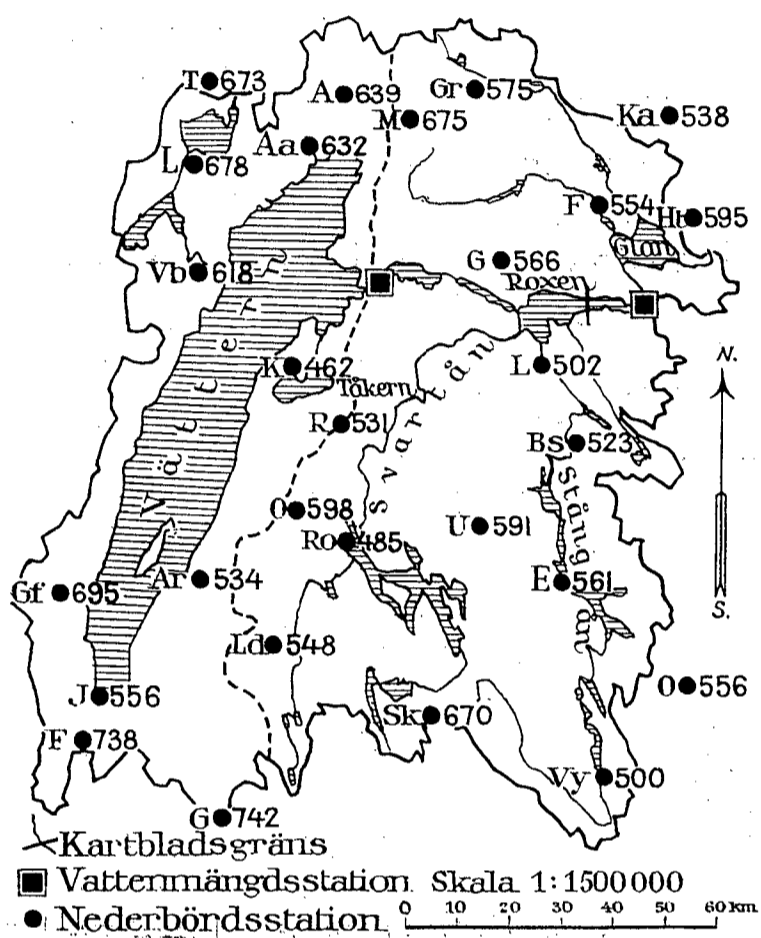 T 673
A 639
Gr 575
M 675
Ka 538
Aa 632
L 678
F 554
Ht 595
Glan
Vb 618
G 566
Roxen
Vättern
K 462
Tåkern
L 502
N.
R 531
Svartån
Bs 523
Stångån
O 598
U 591
Ro 485
Gf 695
Ar 534
E 561
S.
Ld 548
J 556
O 556
Sk 670
F 738
Vy 500
G 742
Kartbladsgräns
Vattenmängdsstation. Skala 1:1500000
Nederbördsstation
0 10 20 30 40 50 60 km